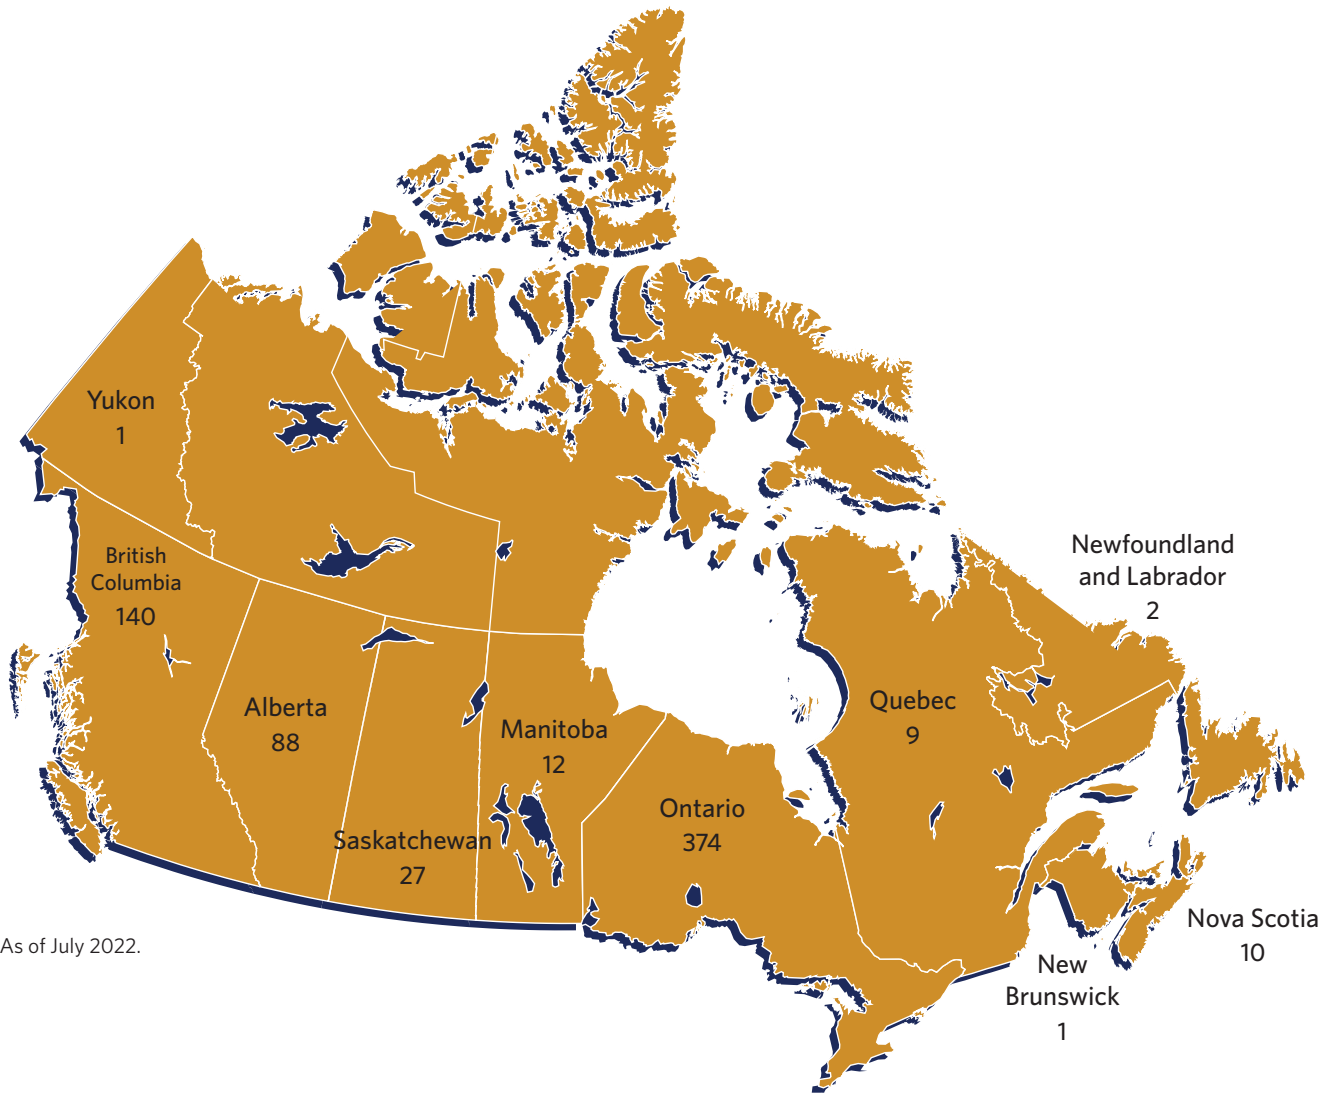 Yukon
1
British
Columbia
140
Alberta
88
Saskatchewan
27
Manitoba
12
Ontario
374
Quebec
9
Newfoundland
and Labrador
2
Nova Scotia
10
New
Brunswick
1
As of July 2022.